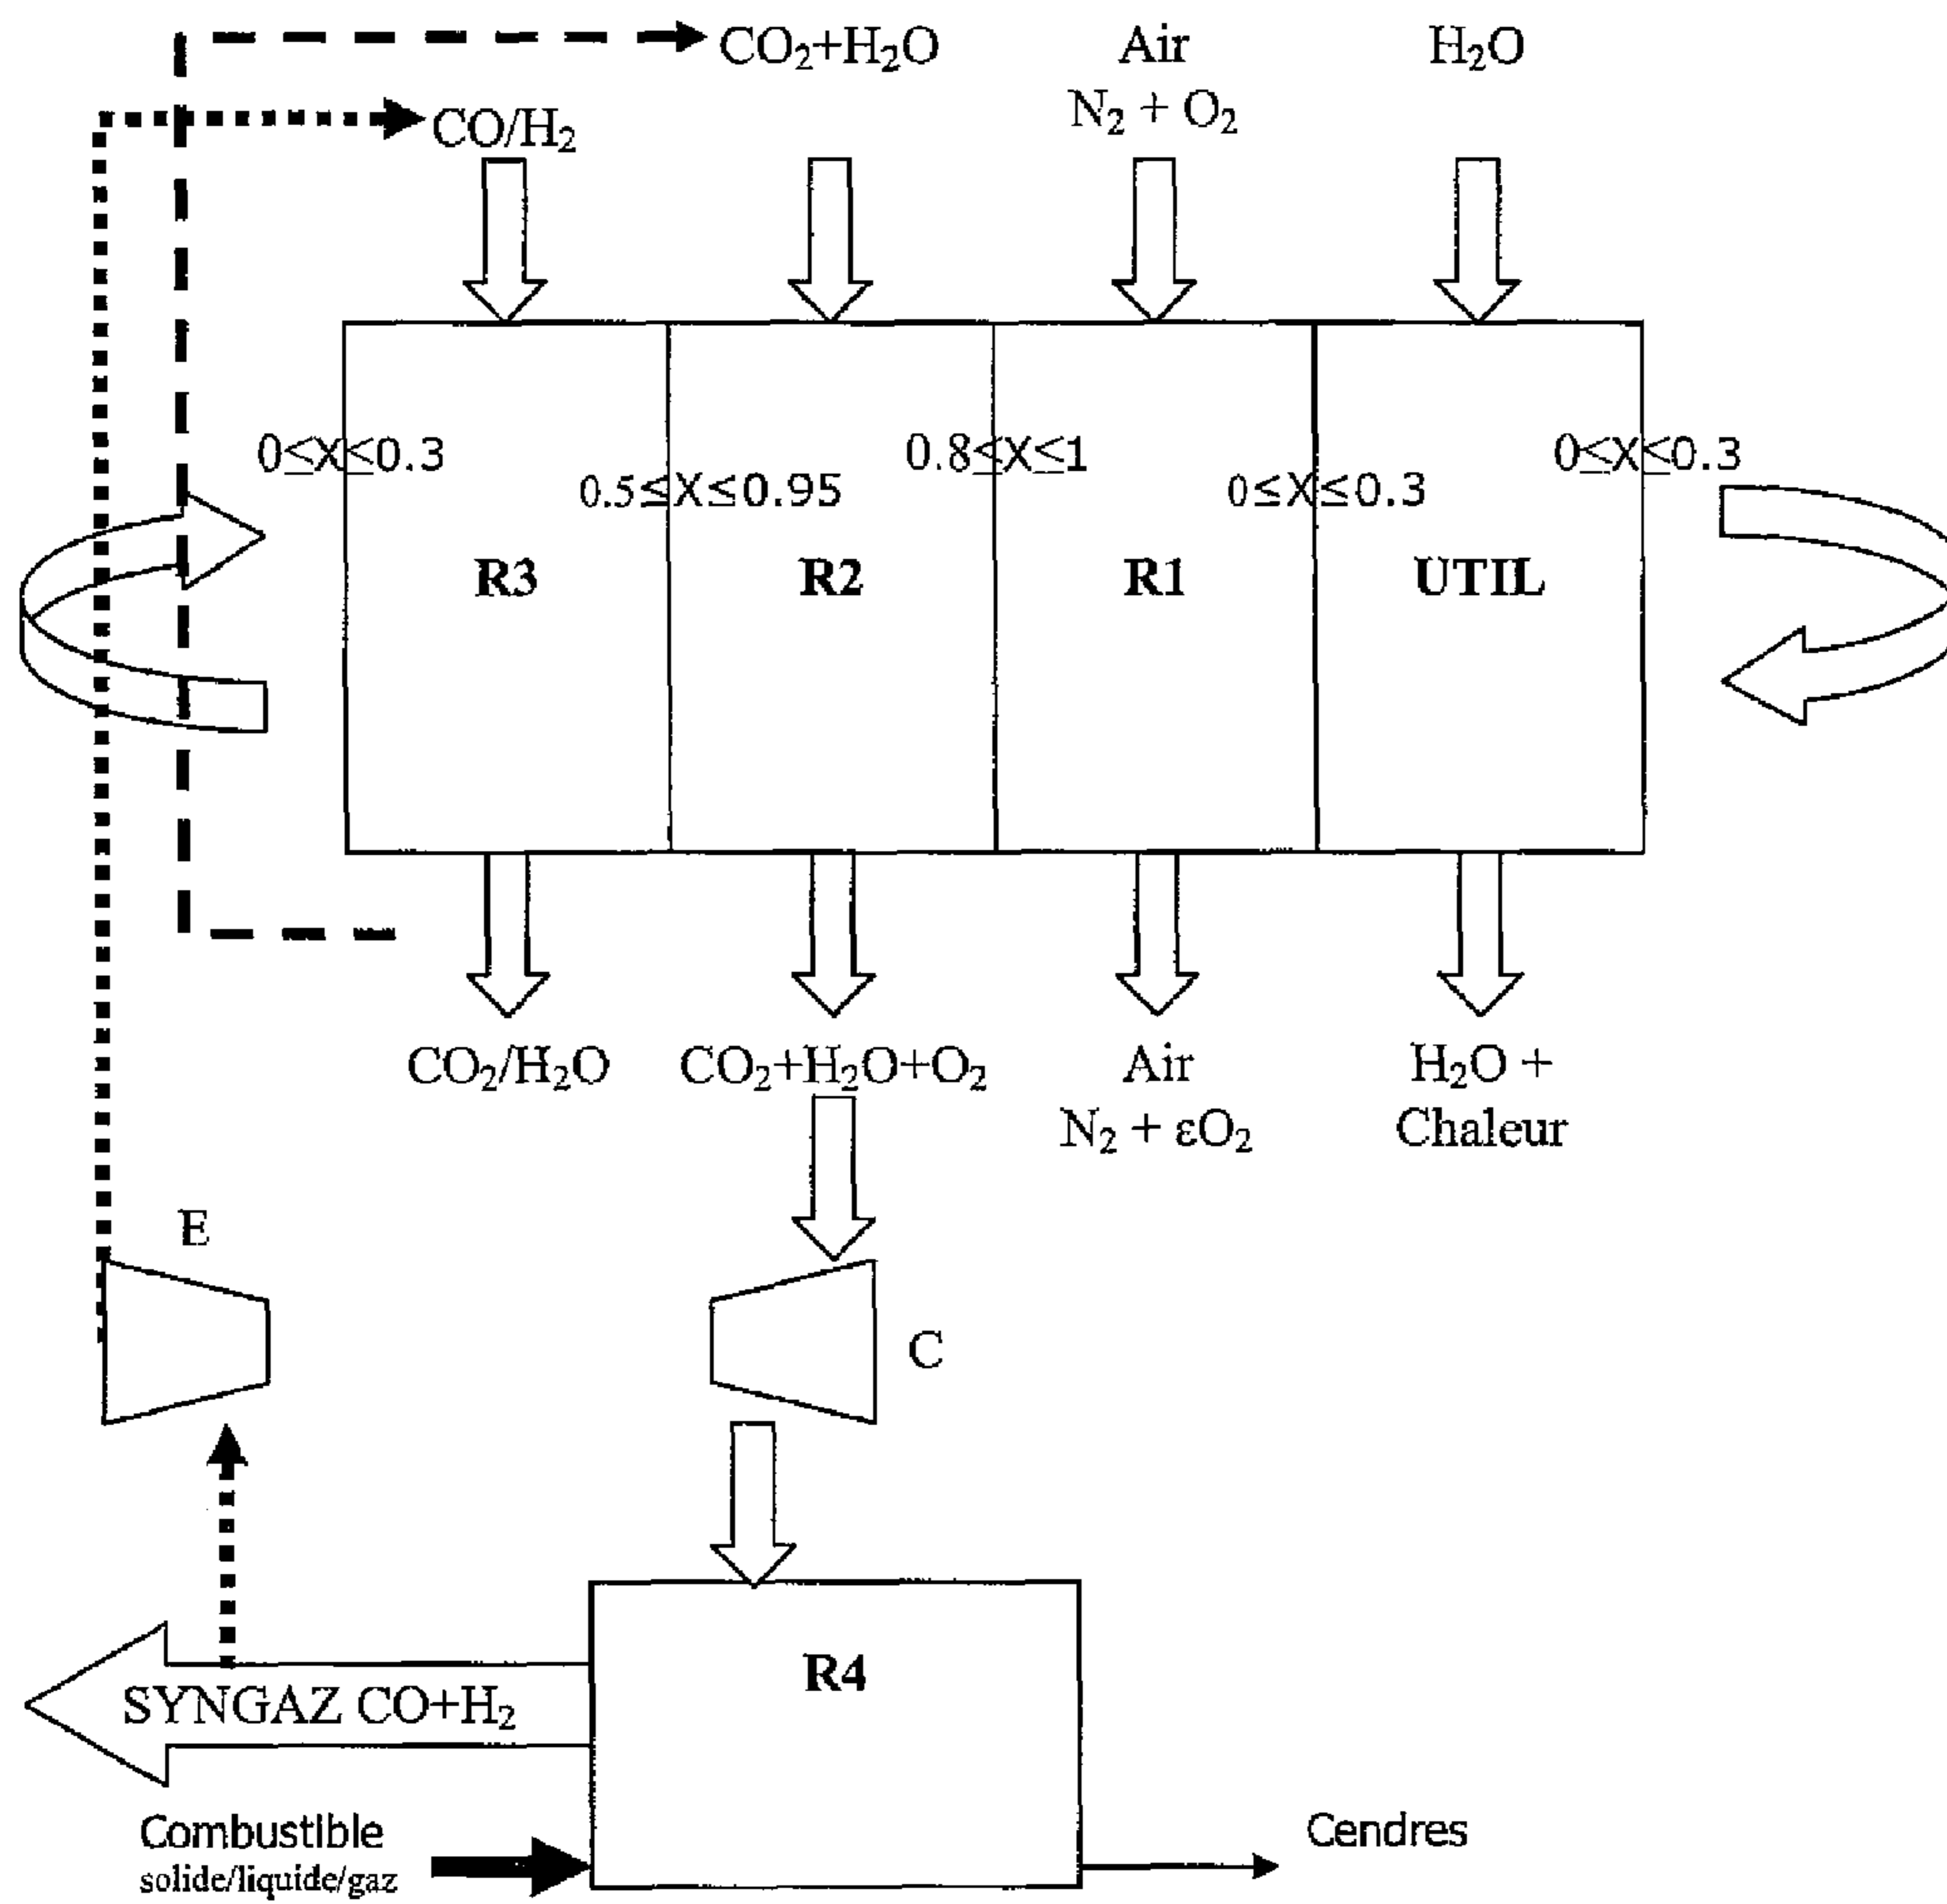 CO₂+H₂O
Air
N₂ + O₂
H₂O
CO/H₂
0≤X≤0.3
0.5≤X≤0.95
0.8≤X≤1
0≤X≤0.3
0≤X≤0.3
R3
R2
R1
UTIL
CO₂/H₂O
CO₂+H₂O+O₂
Air
N₂ + εO₂
H₂O +
Chaleur
E
C
R4
SYNGAZ CO+H₂
Combustible
solide/liquide/gaz
Cendres